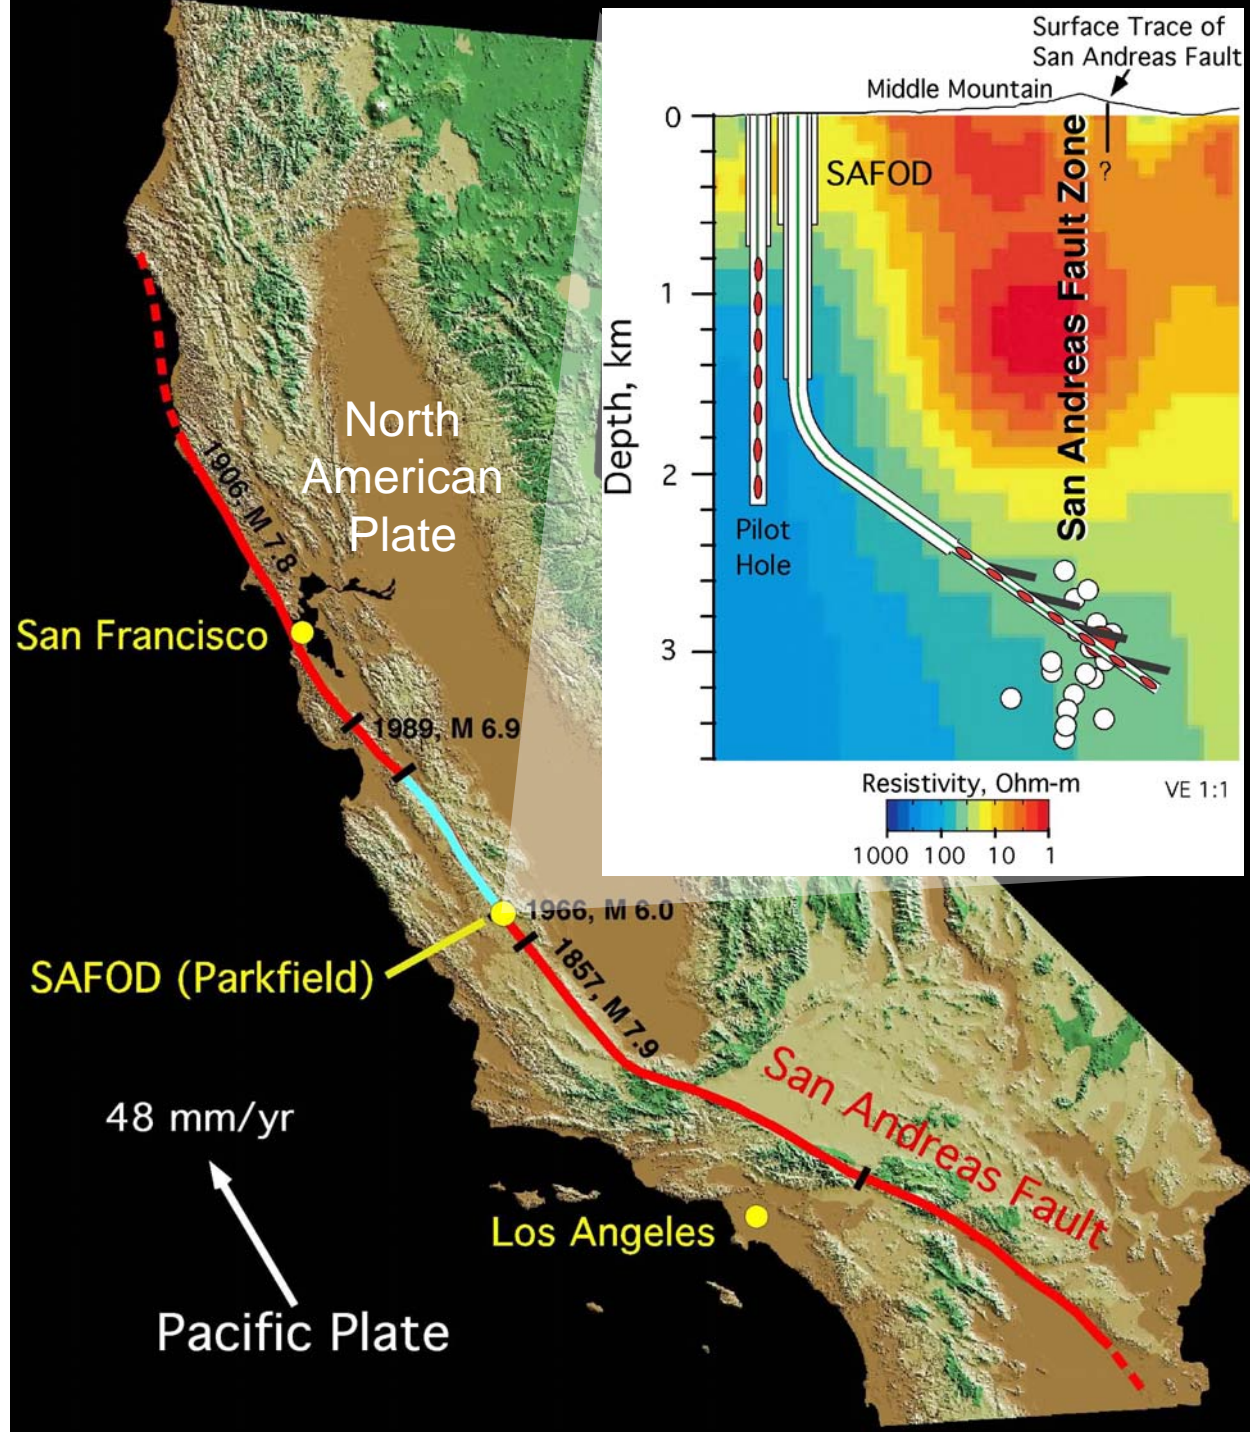 Surface Trace of
San Andreas Fault
Middle Mountain
0
SAFOD
San Andreas Fault Zone
?
1
Depth, km
2
Pilot
Hole
3
Resistivity, Ohm-m
VE 1:1
1000 100 10 1
North
American
Plate
1906, M 7.8
San Francisco
1989, M 6.9
1966, M 6.0
SAFOD (Parkfield)
1857, M 7.9
San Andreas Fault
48 mm/yr
Los Angeles
Pacific Plate